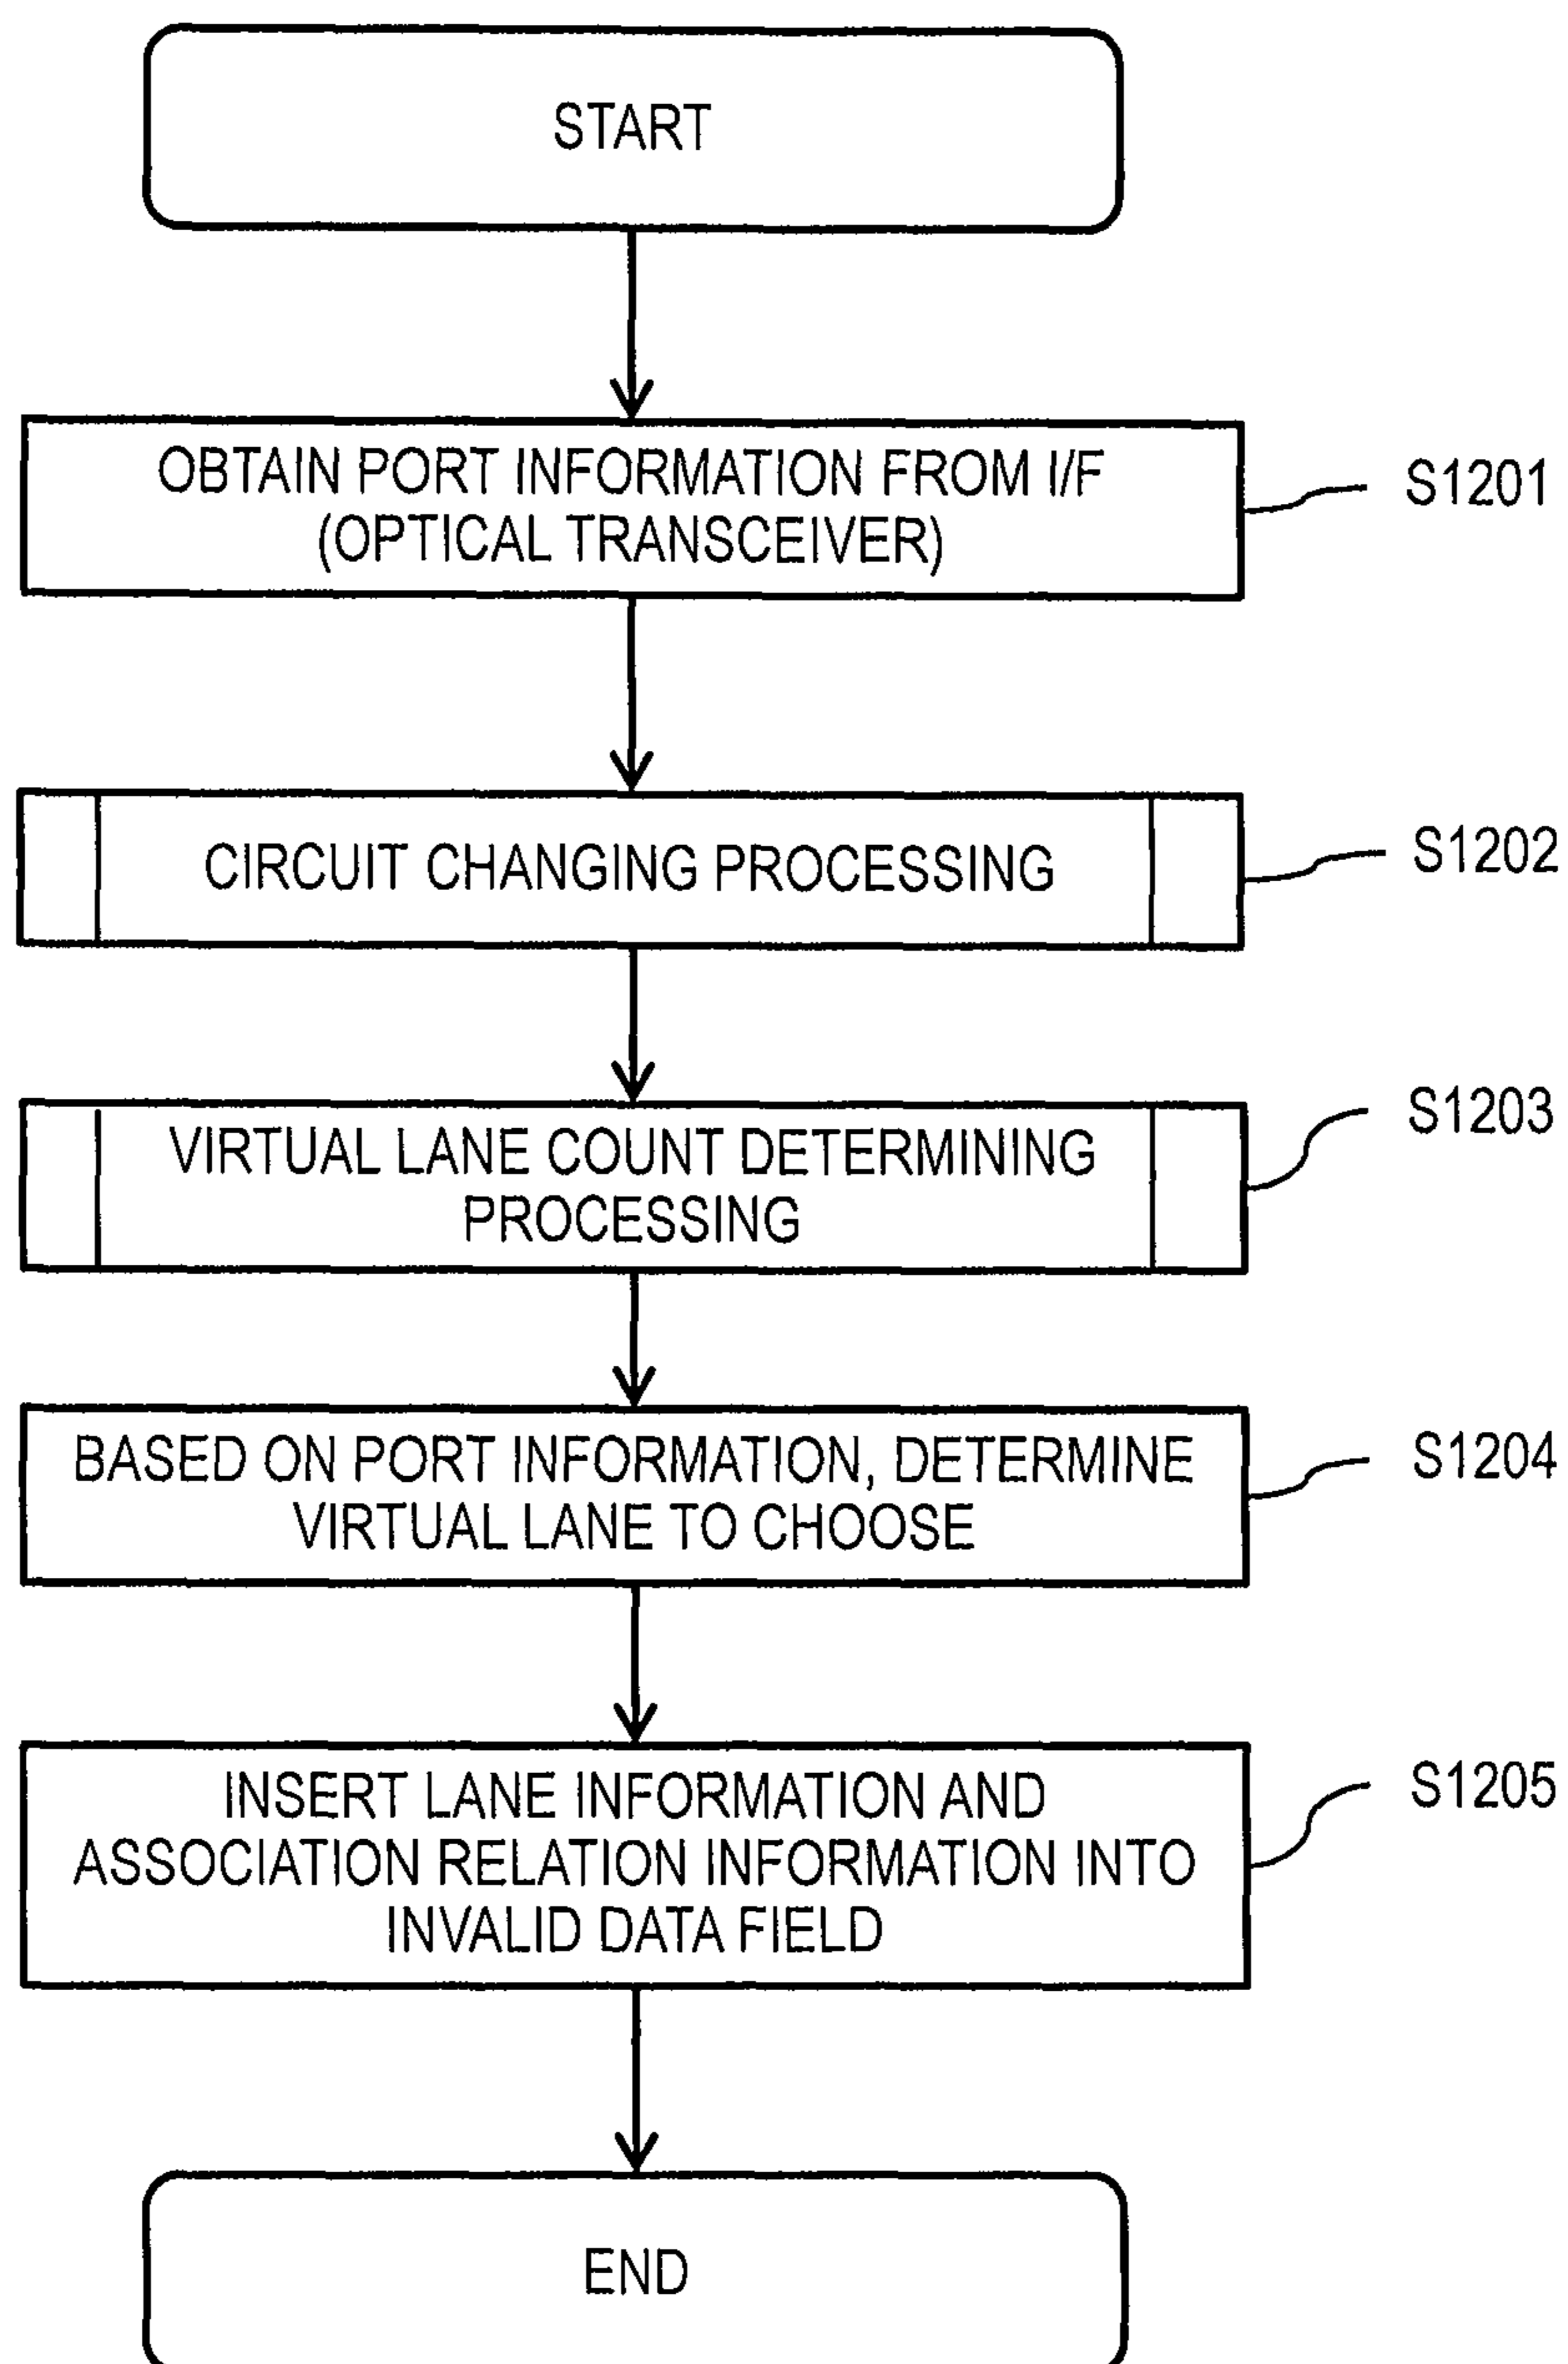 START
OBTAIN PORT INFORMATION FROM I/F
(OPTICAL TRANSCEIVER)
S1201
CIRCUIT CHANGING PROCESSING
S1202
VIRTUAL LANE COUNT DETERMINING
PROCESSING
S1203
BASED ON PORT INFORMATION, DETERMINE
VIRTUAL LANE TO CHOOSE
S1204
INSERT LANE INFORMATION AND
ASSOCIATION RELATION INFORMATION INTO
INVALID DATA FIELD
S1205
END